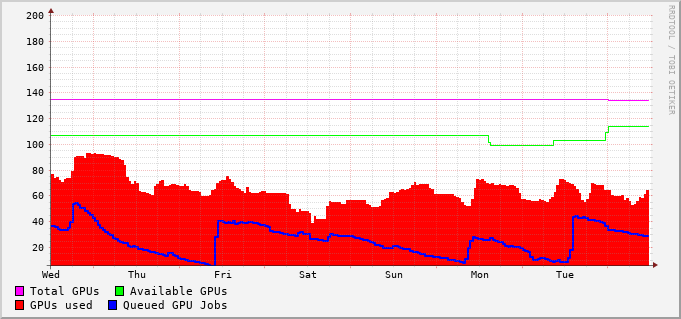 200
180
160
140
120
100
80
60
40
20
Wed Thu Fri Sat Sun Mon Tue
Total GPUs Available GPUs
GPUs used Queued GPU Jobs
RRDTOOL / TOBI OETIKER